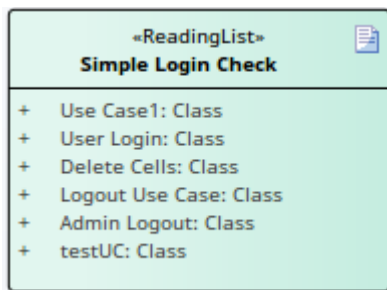 «ReadingList»
Simple Login Check
+ Use Case1: Class
+ User Login: Class
+ Delete Cells: Class
+ Logout Use Case: Class
+ Admin Logout: Class
+ testUC: Class